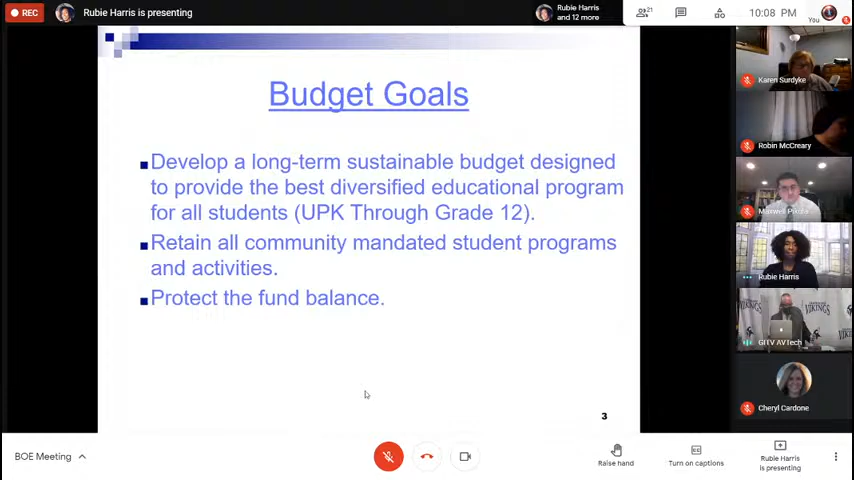 REC
Rubie Harris is presenting
Rubie Harris
and 12 more
21
10:08 PM
You
Budget Goals
Develop a long-term sustainable budget designed
to provide the best diversified educational program
for all students (UPK Through Grade 12).
Retain all community mandated student programs
and activities.
Protect the fund balance.
3
Karen Surdyke
Robin McCreary
Rubie Harris
VIKINGS
GITV AVTech
Cheryl Cardone
BOE Meeting
Raise hand
Turn on captions
Rubie Harris
is presenting